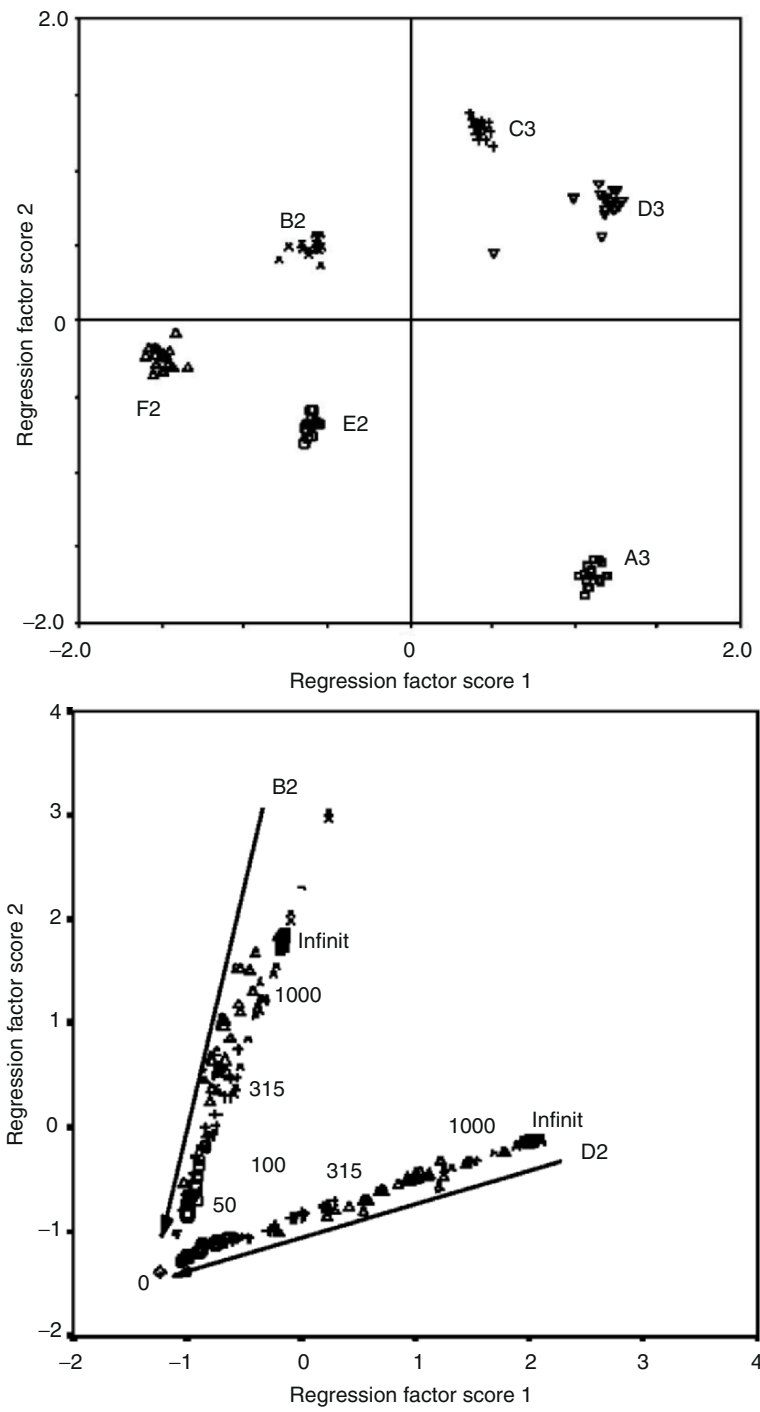 2.0
C3
D3
B2
Regression factor score 2
0
F2
E2
A3
−2.0
−2.0
0
2.0
Regression factor score 1
4
B2
3
2
Infinit
1000
1
Regression factor score 2
315
0
1000
Infinit
D2
100
315
50
−1
0
−2
−2
−1
0
1
2
3
4
Regression factor score 1